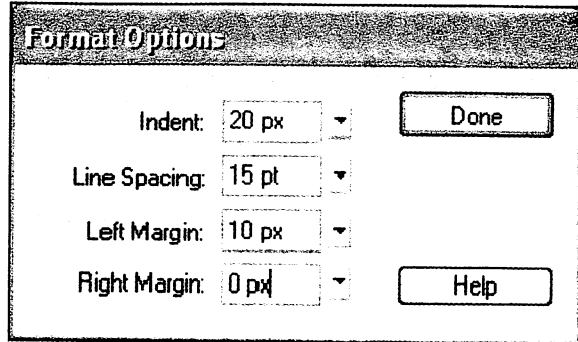 Format Options
Indent: 20 px Done
Line Spacing: 15 pt
Left Margin: 10 px
Right Margin: 0 px Help